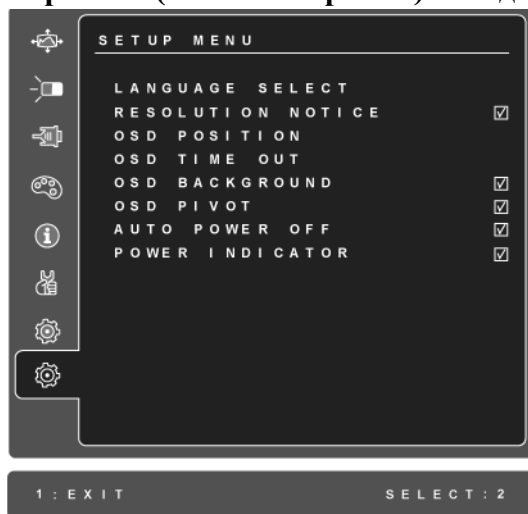 SETUP MENU
LANGUAGE SELECT
RESOLUTION NOTICE
OSD POSITION
OSD TIME OUT
OSD BACKGROUND
OSD PIVOT
AUTO POWER OFF
POWER INDICATOR
1:EXIT SELECT:2